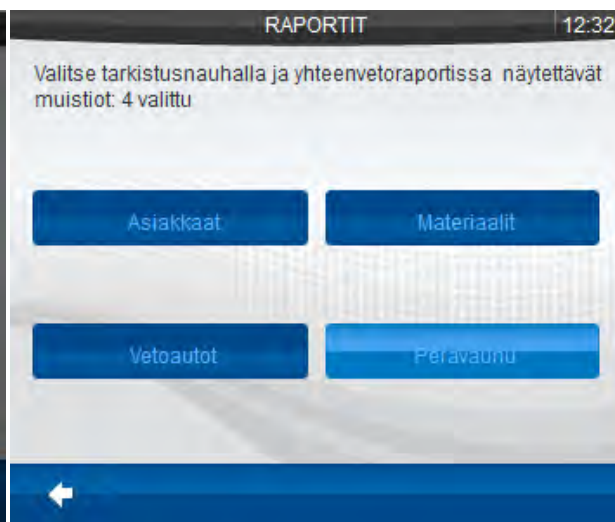 RAPORTIT 12:32
Valitse tarkistusnauhalla ja yhteenvetoraportissa näytettävät
muistiot: 4 valittu
Asiakkaat Materiaalit
Vetoautot Perävaunu